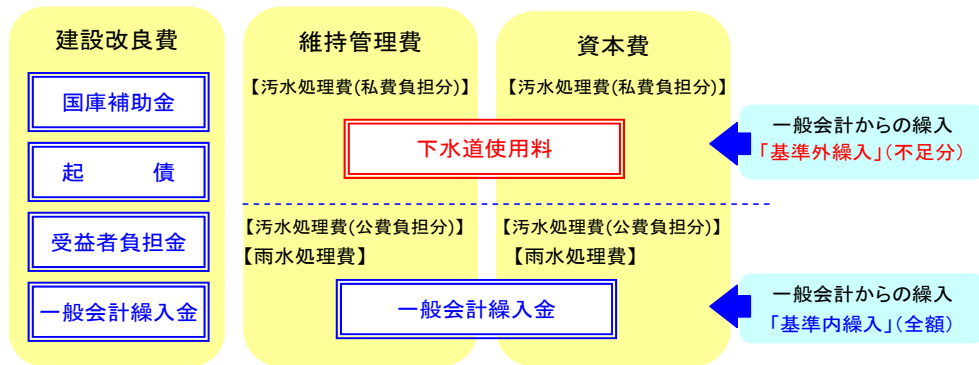 建設改良費
国庫補助金
起　　債
受益者負担金
一般会計繰入金
維持管理費
資本費
【汚水処理費(私費負担分)】
【汚水処理費(私費負担分)】
下水道使用料
一般会計からの繰入
「基準外繰入」(不足分)
【汚水処理費(公費負担分)】
【雨水処理費】
【汚水処理費(公費負担分)】
【雨水処理費】
一般会計繰入金
一般会計からの繰入
「基準内繰入」(全額)